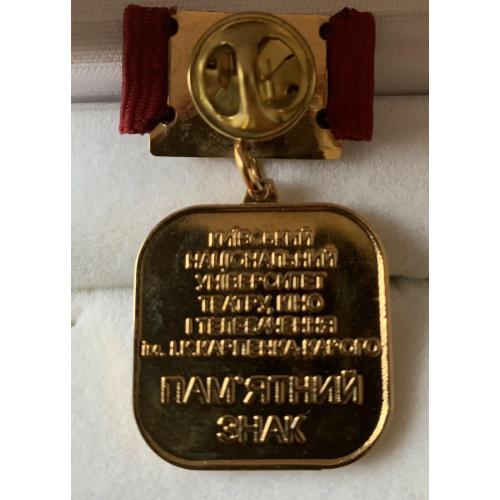 КИЇВСЬКИЙ
НАЦІОНАЛЬНИЙ
УНІВЕРСИТЕТ
ТЕАТРУ, КІНО
І ТЕЛЕБАЧЕННЯ
ім. І.К.КАРПЕНКА-КАРОГО
ПАМ'ЯТНИЙ
ЗНАК